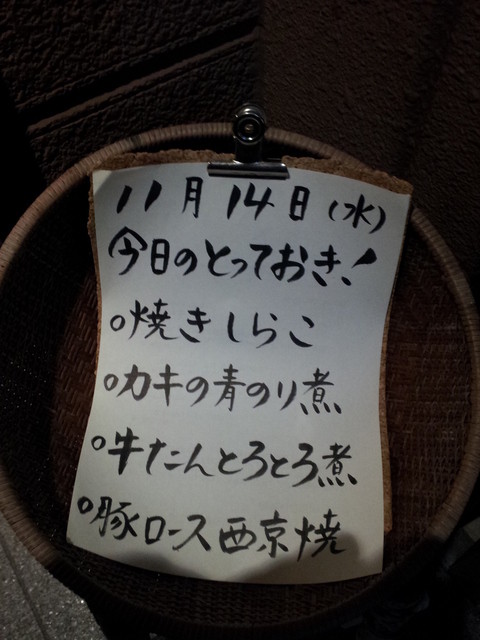 11月14日(水)
今日のとっておき!
○焼きしらこ
○カキの青のり煮
○牛たんとろとろ煮
○豚ロース西京焼